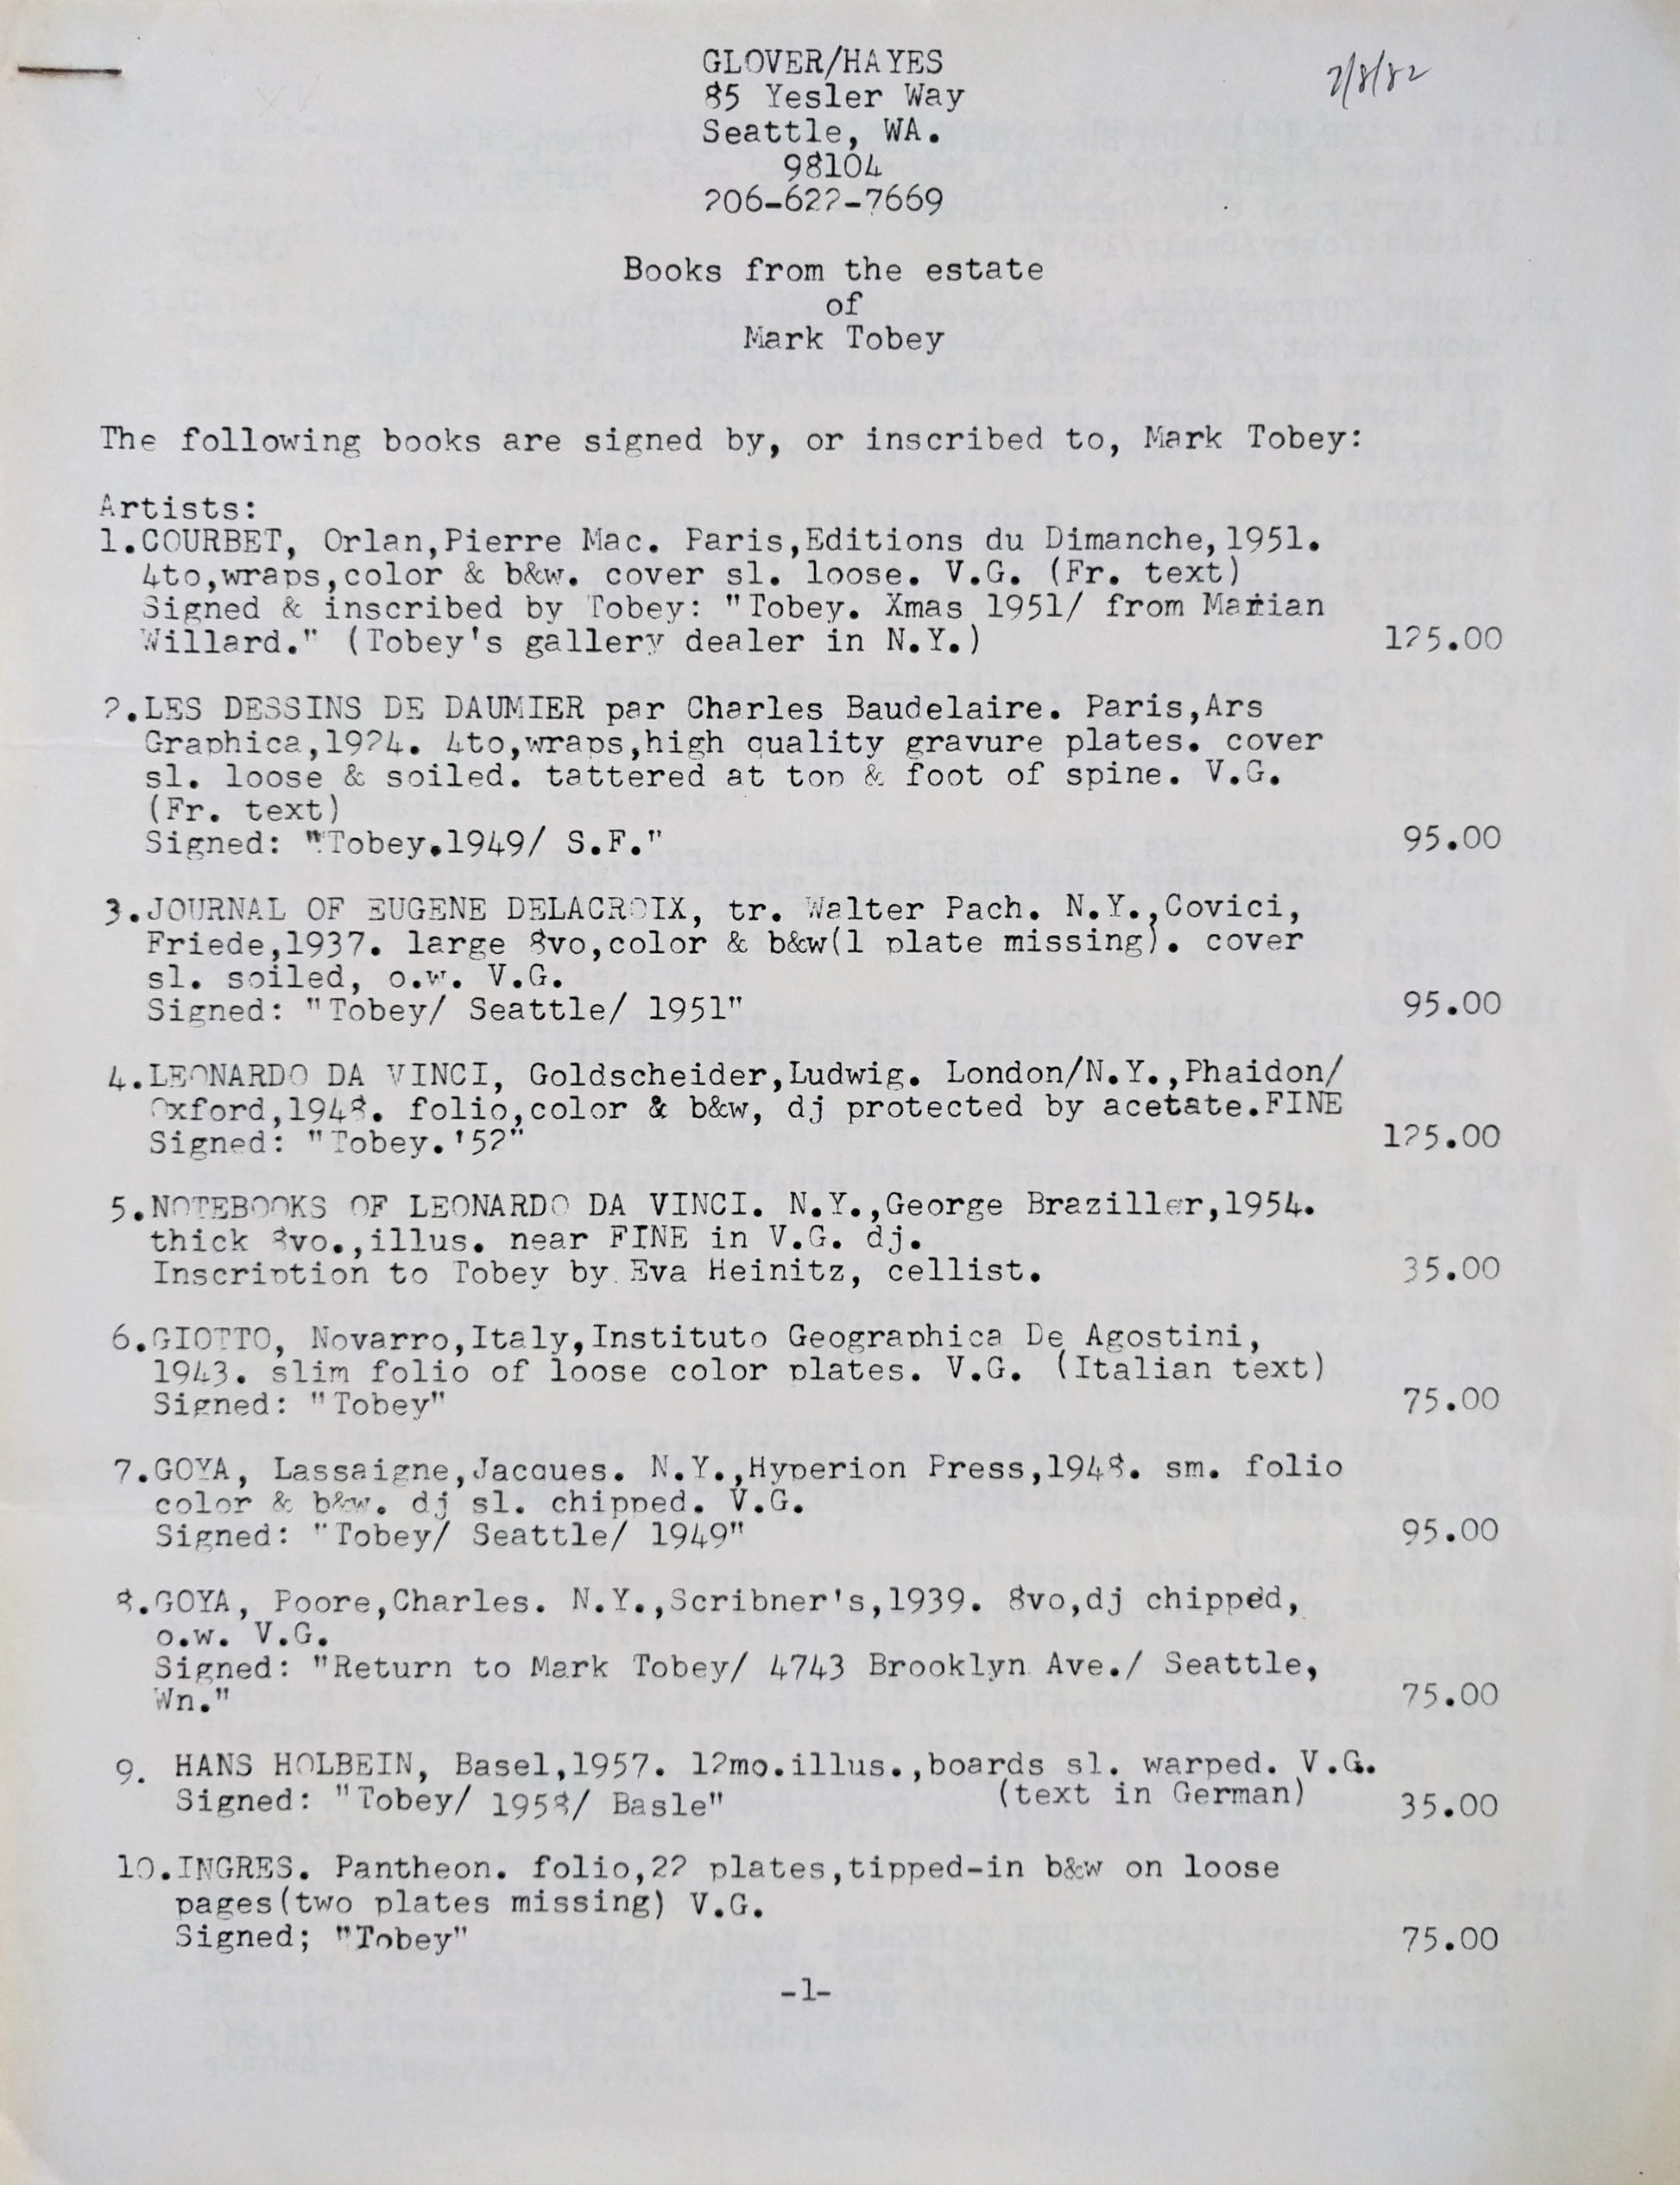 GLOVER/HAYES
7/8/82
85 Yesler Way
Seattle, WA.
98104
206-622-7669
Books from the estate
of
Mark Tobey
The following books are signed by, or inscribed to, Mark Tobey:
Artists:
1.COURBET, Orlan,Pierre Mac. Paris,Editions du Dimanche,1951.
4to,wraps,color & b&w. cover sl. loose. V.G. (Fr. text)
Signed & inscribed by Tobey: "Tobey. Xmas 1951/ from Marian
Willard." (Tobey's gallery dealer in N.Y.) 125.00
2.LES DESSINS DE DAUMIER par Charles Baudelaire. Paris,Ars
Graphica,1924. 4to,wraps,high quality gravure plates. cover
sl. loose & soiled. tattered at top & foot of spine. V.G.
(Fr. text)
Signed: "Tobey.1949/ S.F." 95.00
3.JOURNAL OF EUGENE DELACROIX, tr. Walter Pach. N.Y.,Covici,
Friede,1937. large 8vo,color & b&w(1 plate missing). cover
sl. soiled, o.w. V.G.
Signed: "Tobey/ Seattle/ 1951" 95.00
4.LEONARDO DA VINCI, Goldscheider,Ludwig. London/N.Y.,Phaidon/
Oxford,1948. folio,color & b&w, dj protected by acetate.FINE
Signed: "Tobey.'52" 125.00
5.NOTEBOOKS OF LEONARDO DA VINCI. N.Y.,George Braziller,1954.
thick 8vo.,illus. near FINE in V.G. dj.
Inscription to Tobey by Eva Heinitz, cellist. 35.00
6.GIOTTO, Novarro,Italy,Instituto Geographica De Agostini,
1943. slim folio of loose color plates. V.G. (Italian text)
Signed: "Tobey" 75.00
7.GOYA, Lassaigne,Jacques. N.Y.,Hyperion Press,1948. sm. folio
color & b&w. dj sl. chipped. V.G.
Signed: "Tobey/ Seattle/ 1949" 95.00
8.GOYA, Poore,Charles. N.Y.,Scribner's,1939. 8vo,dj chipped,
o.w. V.G.
Signed: "Return to Mark Tobey/ 4743 Brooklyn Ave./ Seattle,
Wn." 75.00
9. HANS HOLBEIN, Basel,1957. 12mo.illus.,boards sl. warped. V.G.
Signed: "Tobey/ 1958/ Basle" (text in German) 35.00
10.INGRES. Pantheon. folio,22 plates,tipped-in b&w on loose
pages(two plates missing) V.G.
Signed; "Tobey" 75.00
-1-